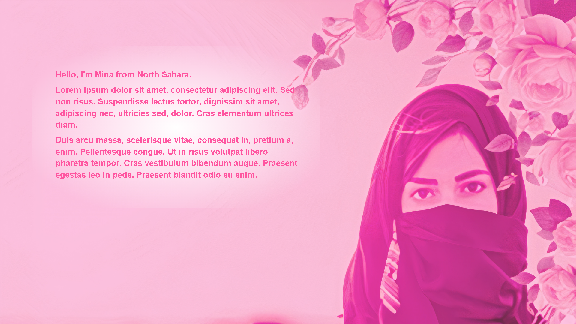 Hello, I'm Mina from North Sahara.
Lorem ipsum dolor sit amet, consectetur adipiscing elit. Sed
non risus. Suspendisse lectus tortor, dignissim sit amet,
adipiscing nec, ultricies sed, dolor. Cras elementum ultrices
diam.
Duis arcu massa, scelerisque vitae, consequat in, pretium a,
enim. Pellentesque congue. Ut in risus volutpat libero
pharetra tempor. Cras vestibulum bibendum augue. Praesent
egestas leo in pede. Praesent blandit odio eu enim.